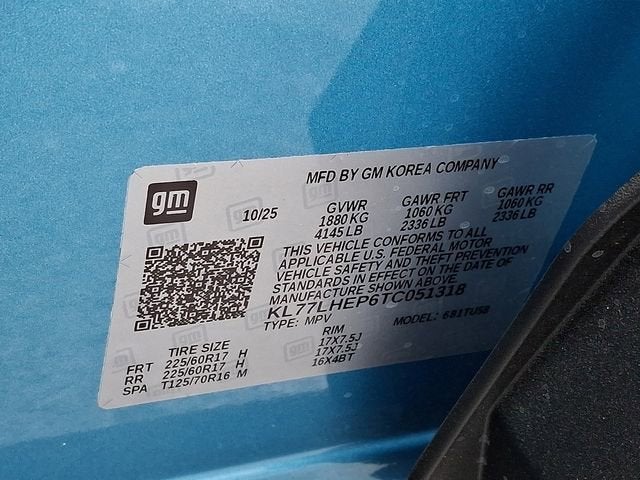 gm
MFD BY GM KOREA COMPANY
10/25 GVWR GAWR FRT GAWR RR
1880 KG 1060 KG 1060 KG
4145 LB 2336 LB 2336 LB
THIS VEHICLE CONFORMS TO ALL
APPLICABLE U.S. FEDERAL MOTOR
VEHICLE SAFETY AND THEFT PREVENTION
STANDARDS IN EFFECT ON THE DATE OF
MANUFACTURE SHOWN ABOVE.
KL77LHEP6TC051318
TYPE: MPV MODEL: 681TU58
TIRE SIZE RIM
FRT 225/60R17 H 17X7.5J
RR 225/60R17 H 17X7.5J
SPA T125/70R16 M 16X4BT